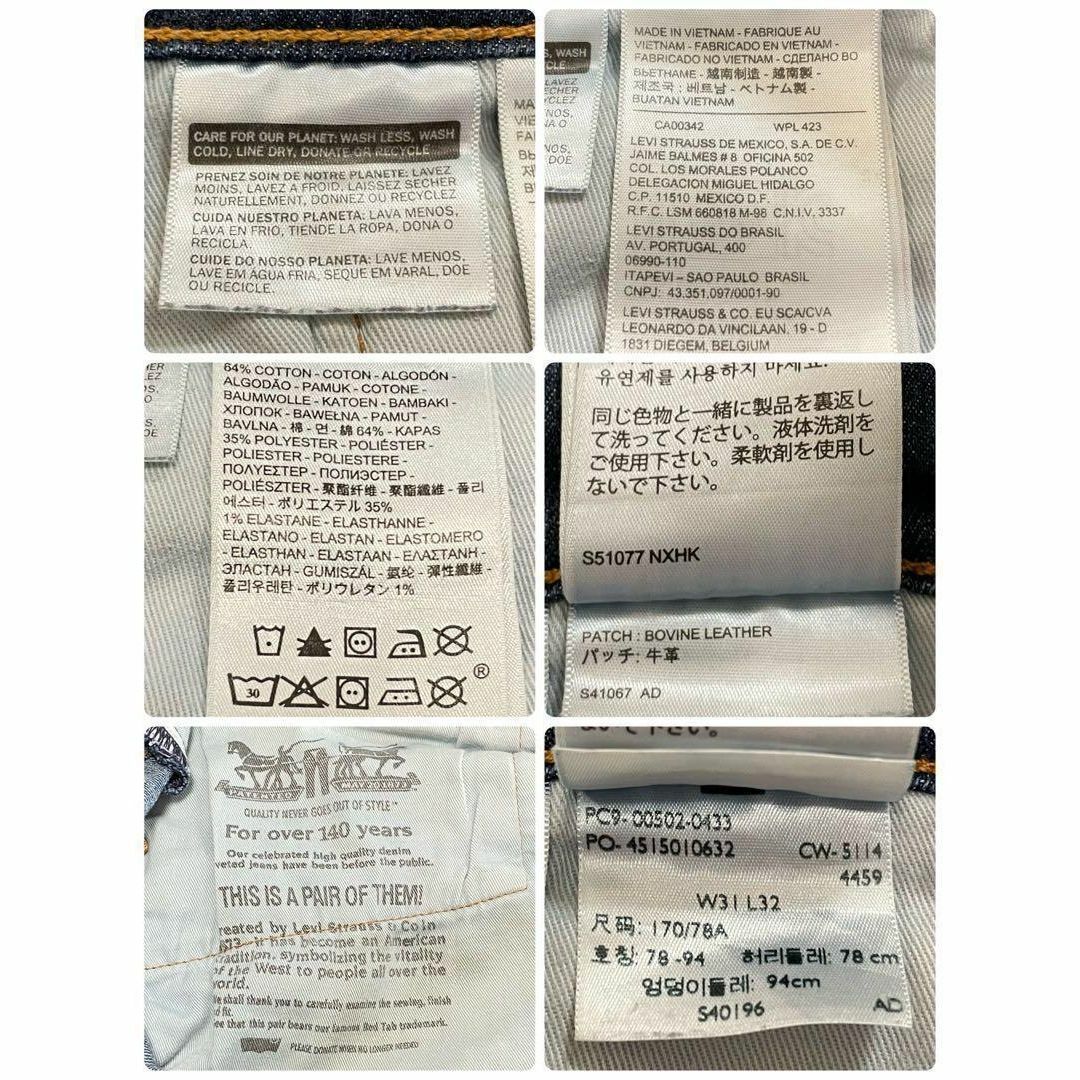 CARE FOR OUR PLANET: WASH LESS, WASH
COLD, LINE DRY, DONATE OR RECYCLE
PRENEZ SOIN DE NOTRE PLANETE: LAVEZ
MOINS, LAVEZ A FROID, LAISSEZ SECHER
NATURELLEMENT, DONNEZ OU RECYCLEZ
CUIDA NUESTRO PLANETA: LAVA MENOS,
LAVA EN FRIO, TIENDE LA ROPA, DONA O
RECICLA.
CUIDE DO NOSSO PLANETA: LAVE MENOS,
LAVE EM ÁGUA FRIA, SEQUE EM VARAL, DOE
OU RECICLE.
MADE IN VIETNAM - FABRIQUE AU
VIETNAM - FABRICADO EN VIETNAM -
FABRICADO NO VIETNAM - СДЕЛАНО ВО
ВЬЕТНАМЕ - 越南制造 - 越南製 -
제조국 : 베트남 - ベトナム製 -
BUATAN VIETNAM
CA00342 WPL 423
LEVI STRAUSS DE MEXICO, S.A. DE C.V.
JAIME BALMES # 8 OFICINA 502
COL. LOS MORALES POLANCO
DELEGACION MIGUEL HIDALGO
C.P. 11510 MEXICO D.F.
R.F.C. LSM 660818 M-98 C.N.I.V. 3337
LEVI STRAUSS DO BRASIL
AV. PORTUGAL, 400
06990-110
ITAPEVI – SAO PAULO BRASIL
CNPJ: 43.351.097/0001-90
LEVI STRAUSS & CO. EU SCA/CVA
LEONARDO DA VINCILAAN. 19 - D
1831 DIEGEM, BELGIUM
64% COTTON - COTON - ALGODÓN -
ALGODÃO - PAMUK - COTONE -
BAUMWOLLE - KATOEN - BAMBAKI -
ХЛОПОК - BAWEŁNA - PAMUT -
BAVLNA - 棉 - 면 - 綿 64% - KAPAS
35% POLYESTER - POLIÉSTER -
POLYESTER - POLIESTERE -
ПОЛУЕΣΤΕΡ - ПОЛИЭСТЕР -
POLIÉSZTER - 聚酯纤维 - 聚酯纖維 - 폴리
에스터 - ポリエステル 35%
1% ELASTANE - ELASTHANNE -
ELASTANO - ELASTAN - ELASTOMERO
- ELASTHAN - ELASTAAN - ΕΛΑΣΤΑΝΗ -
ЭЛАСТАН - GUMISZÁL - 氨纶 - 彈性纖維 -
폴리우레탄 - ポリウレタン 1%
30
®
유연제를 사용하지 마세요.
同じ色物と一緒に製品を裏返し
て洗ってください。液体洗剤を
ご使用下さい。柔軟剤を使用し
ないで下さい。
S51077 NXHK
PATCH : BOVINE LEATHER
パッチ: 牛革
S41067 AD
QUALITY NEVER GOES OUT OF STYLE™
For over 140 years
Our celebrated high quality denim
veted jeans have been before the public.
THIS IS A PAIR OF THEM!
reated by Levi Strauss & Co in
873 it has become an American
radition, symbolizing the vitality
of the West to people all over the
world.
e shall thank you to carefully examine the sewing, finish
d fit.
ee that this pair bears our famous Red Tab trademark.
PLEASE DONATE WHEN NO LONGER NEEDED
PC9- 00502-0433
PO- 4515010632 CW- 5114
4459
W31 L32
尺码: 170/78A
호칭: 78 -94 허리둘레: 78 cm
엉덩이둘레: 94cm
S40196 AD